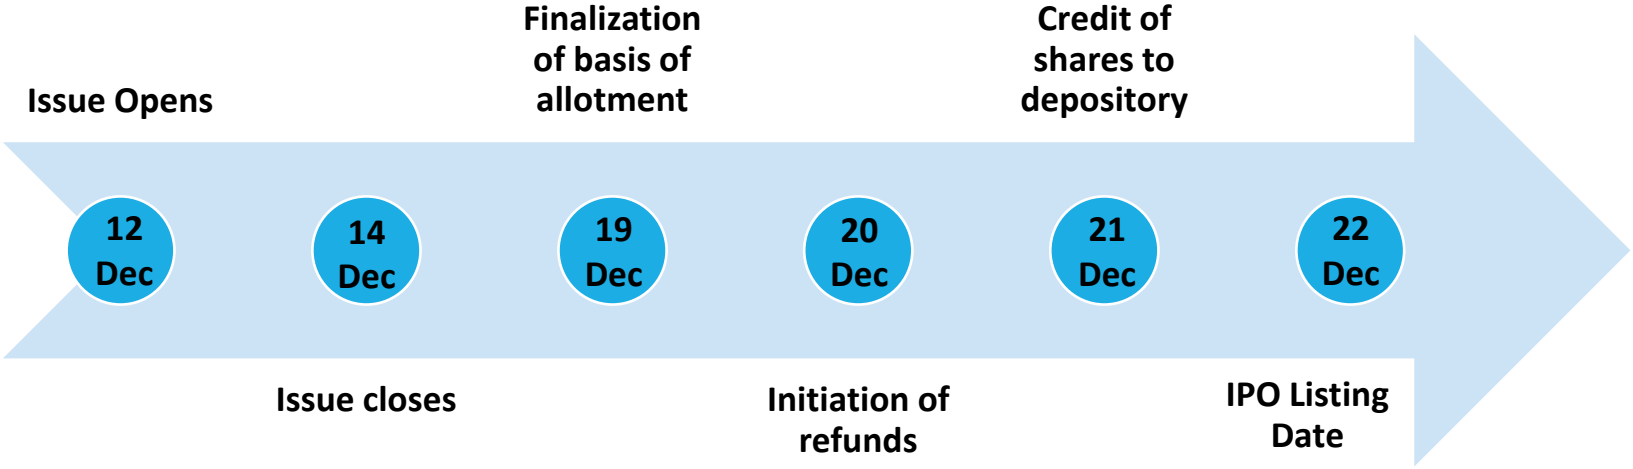 Issue Opens
12
Dec
14
Dec
Issue closes
Finalization
of basis of
allotment
19
Dec
20
Dec
Initiation of
refunds
Credit of
shares to
depository
21
Dec
22
Dec
IPO Listing
Date